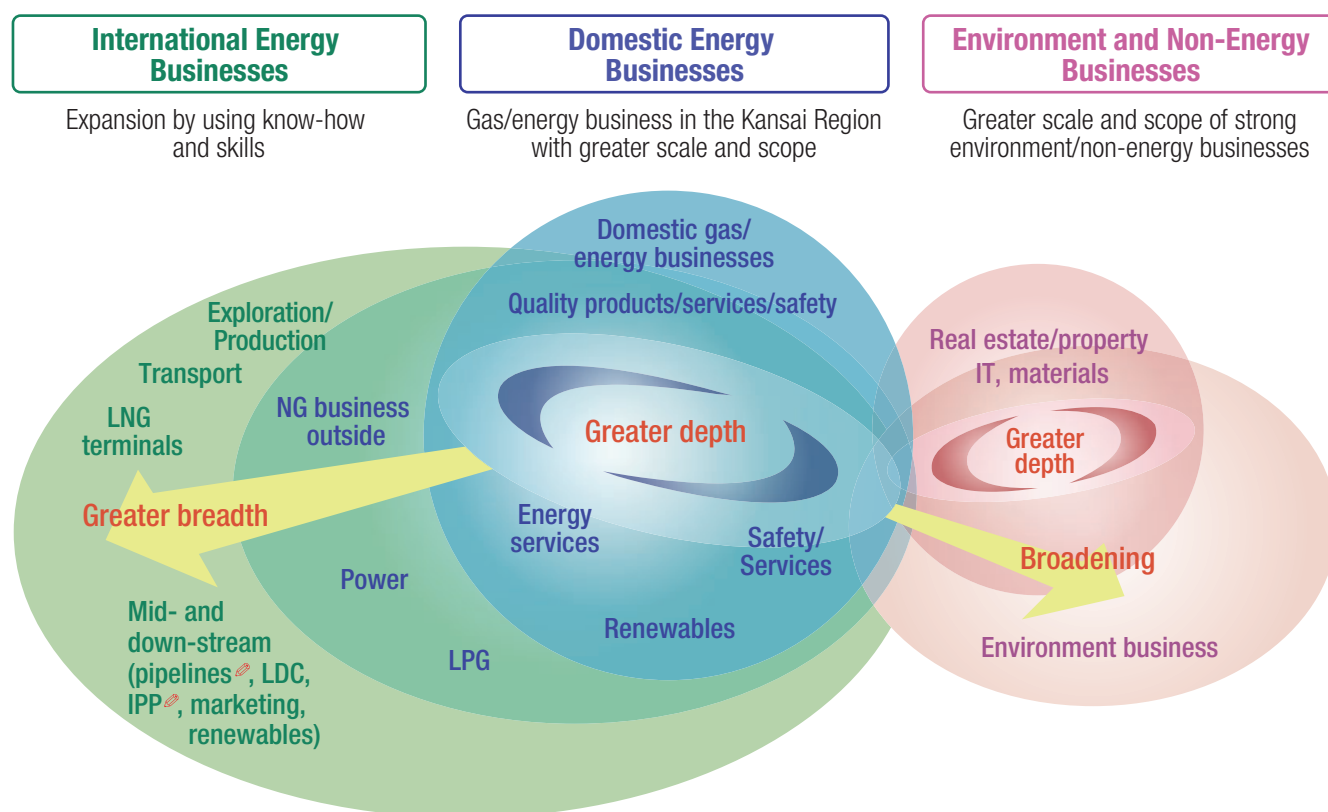 International Energy
Businesses
Expansion by using know-how
and skills
Domestic Energy
Businesses
Gas/energy business in the Kansai Region
with greater scale and scope
Environment and Non-Energy
Businesses
Greater scale and scope of strong
environment/non-energy businesses
Domestic gas/
energy businesses
Quality products/services/safety
Exploration/
Production
Transport
LNG
terminals
NG business
outside
Greater depth
Greater breadth
Energy
services
Safety/
Services
Power
Renewables
LPG
Mid- and
down-stream
(pipelines, LDC,
IPP, marketing,
renewables)
Real estate/property
IT, materials
Greater
depth
Broadening
Environment business